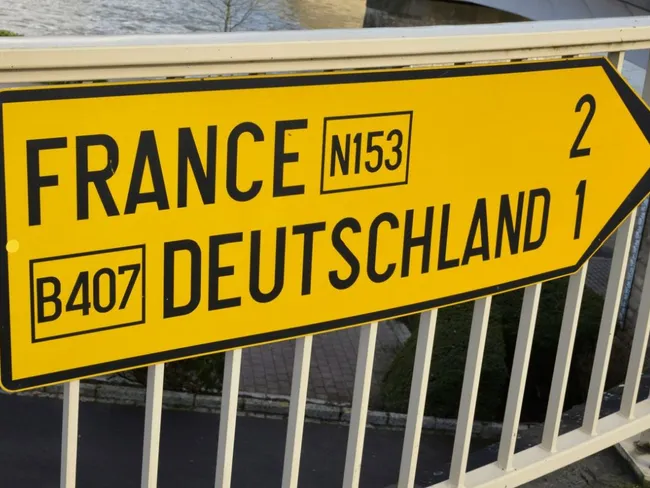 FRANCE N153 2
B407 DEUTSCHLAND 1